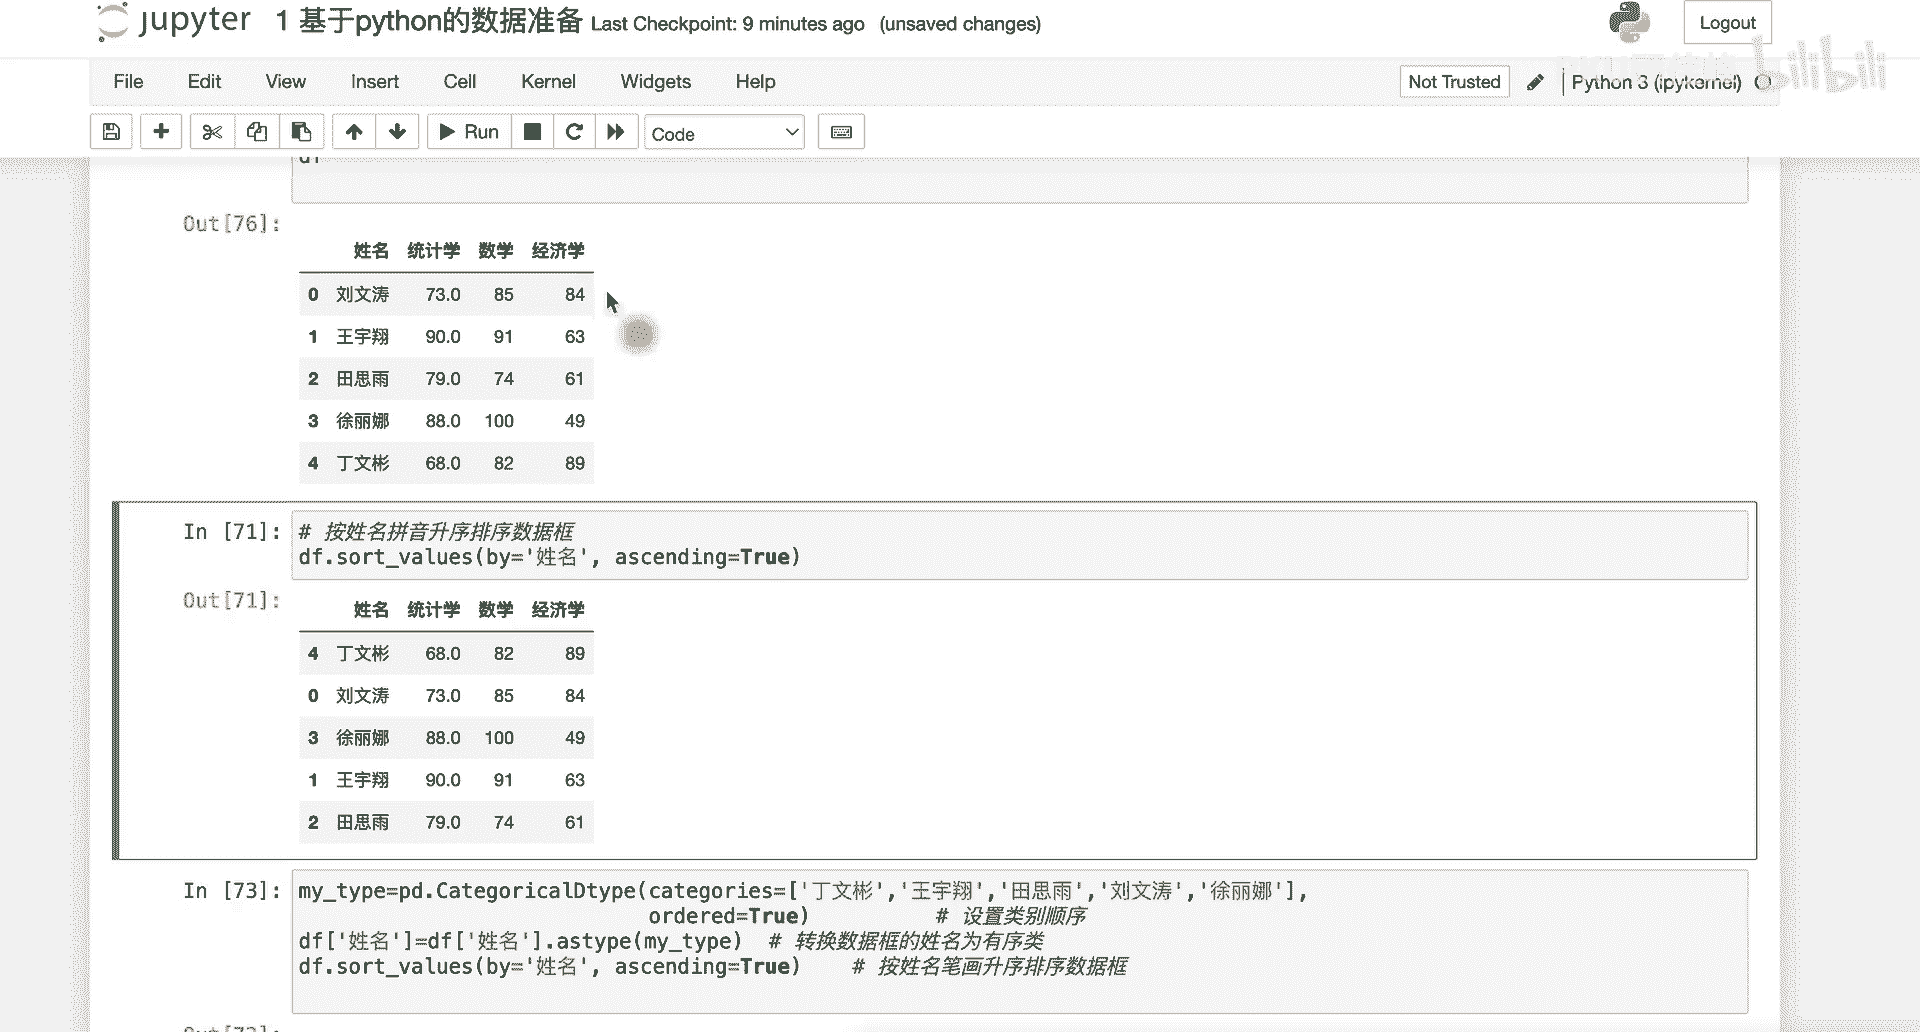 jupyter 1 基于python的数据准备 Last Checkpoint: 9 minutes ago (unsaved changes)
Logout
bilibili
File Edit View Insert Cell Kernel Widgets Help
Not Trusted
Python 3 (ipykernel)
Run
Code
df
Out[76]:
姓名 统计学 数学 经济学
0 刘文涛 73.0 85 84
1 王宇翔 90.0 91 63
2 田思雨 79.0 74 61
3 徐丽娜 88.0 100 49
4 丁文彬 68.0 82 89
In [71]: # 按姓名拼音升序排序数据框
df.sort_values(by='姓名', ascending=True)
Out[71]:
姓名 统计学 数学 经济学
4 丁文彬 68.0 82 89
0 刘文涛 73.0 85 84
3 徐丽娜 88.0 100 49
1 王宇翔 90.0 91 63
2 田思雨 79.0 74 61
In [73]: my_type=pd.CategoricalDtype(categories=['丁文彬','王宇翔','田思雨','刘文涛','徐丽娜'],
ordered=True) # 设置类别顺序
df['姓名']=df['姓名'].astype(my_type) # 转换数据框的姓名为有序类
df.sort_values(by='姓名', ascending=True) # 按姓名笔画升序排序数据框